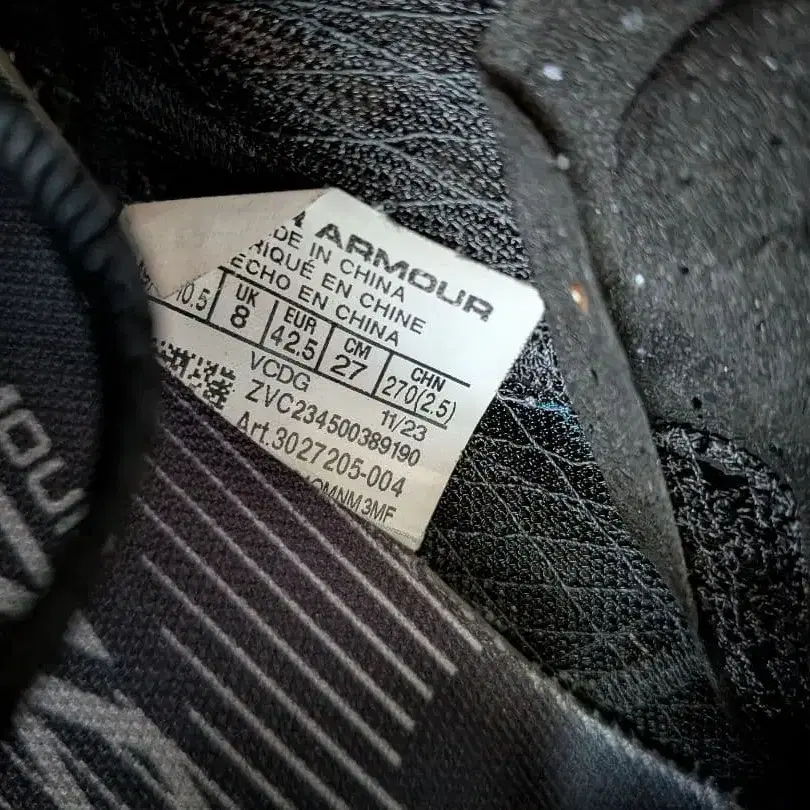 ARMOUR
DE IN CHINA
RIQUÉ EN CHINE
ECHO EN CHINA
10.5 UK 8 EUR 42.5 CM 27 CHN 270(2.5)
VCDG 11/23
ZVC234500389190
Art.3027205-004
QMNM3MF